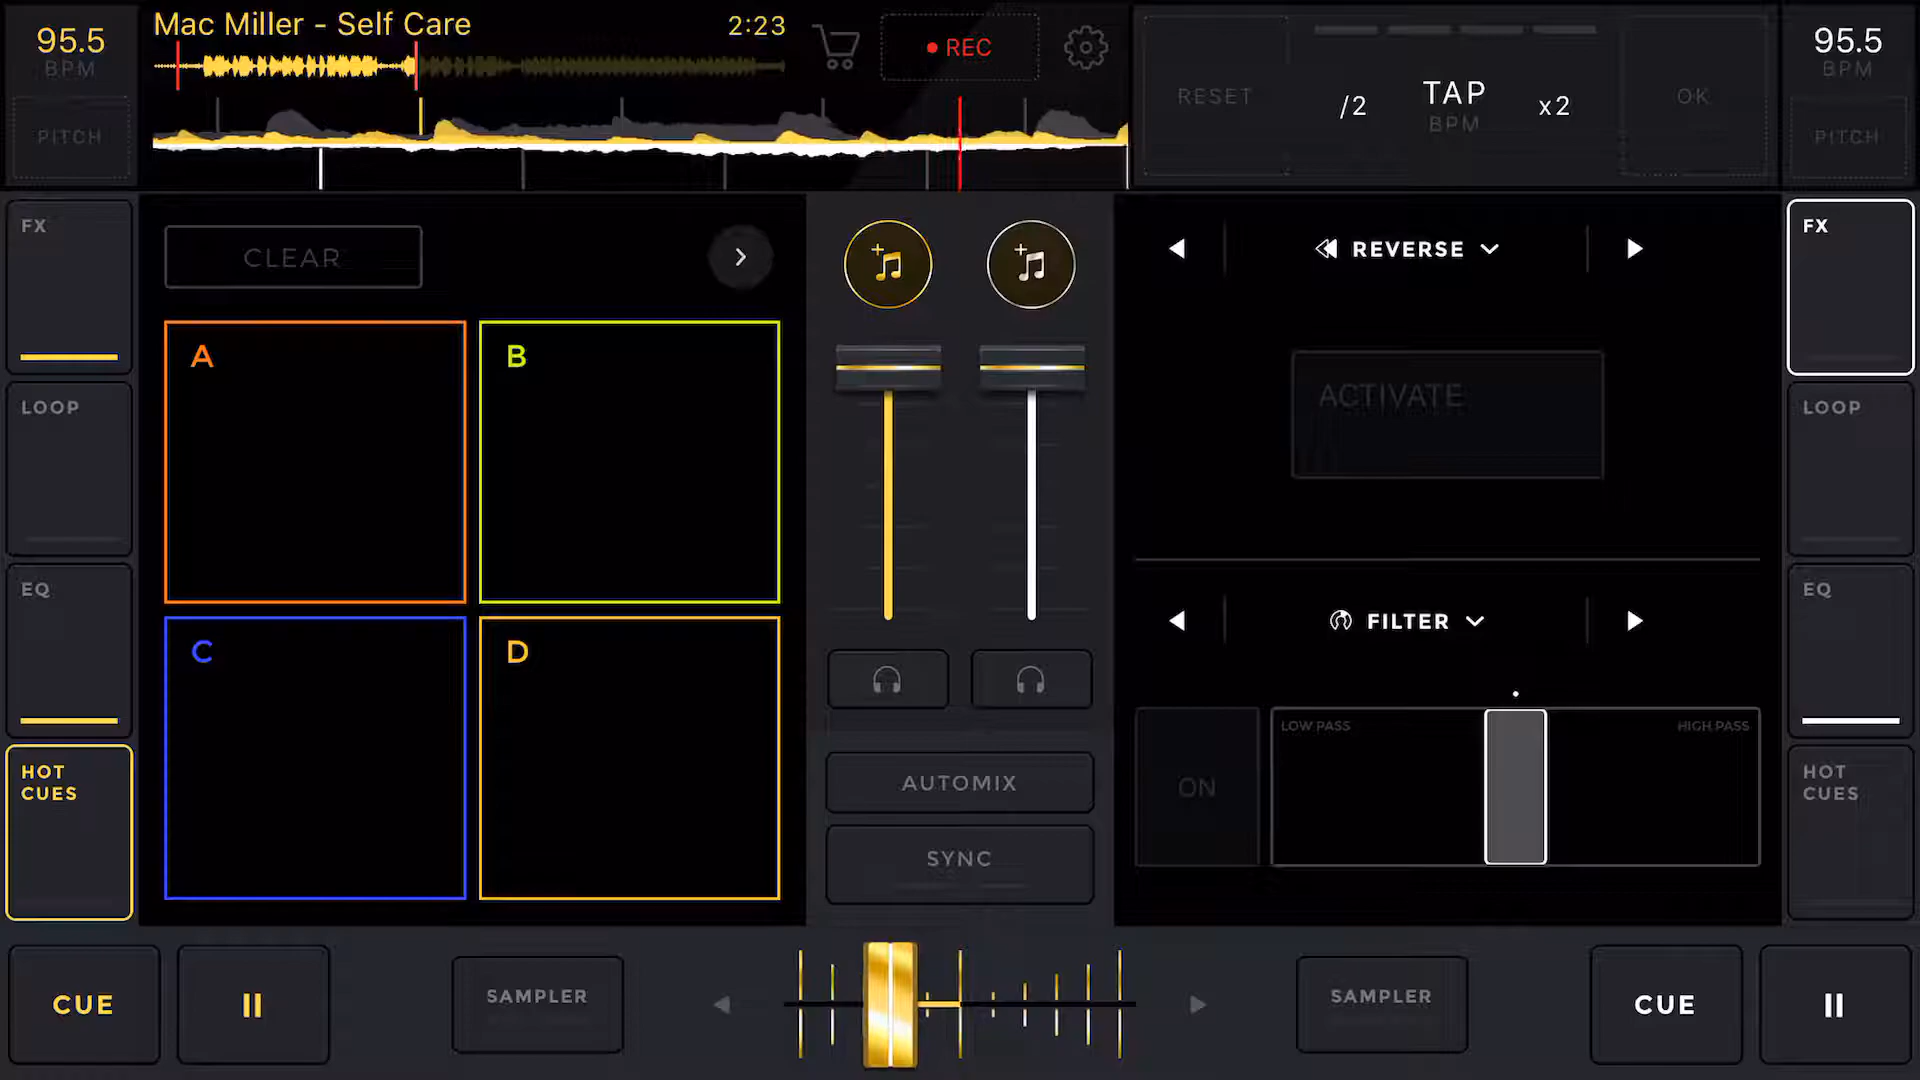 95.5
BPM
PITCH
Mac Miller - Self Care
2:23
REC
RESET
/2
TAP
BPM
x2
OK
95.5
BPM
PITCH
FX
LOOP
EQ
HOT
CUES
CLEAR
A
B
C
D
AUTOMIX
SYNC
REVERSE
ACTIVATE
FILTER
LOW PASS
HIGH PASS
ON
FX
LOOP
EQ
HOT
CUES
CUE
SAMPLER
SAMPLER
CUE